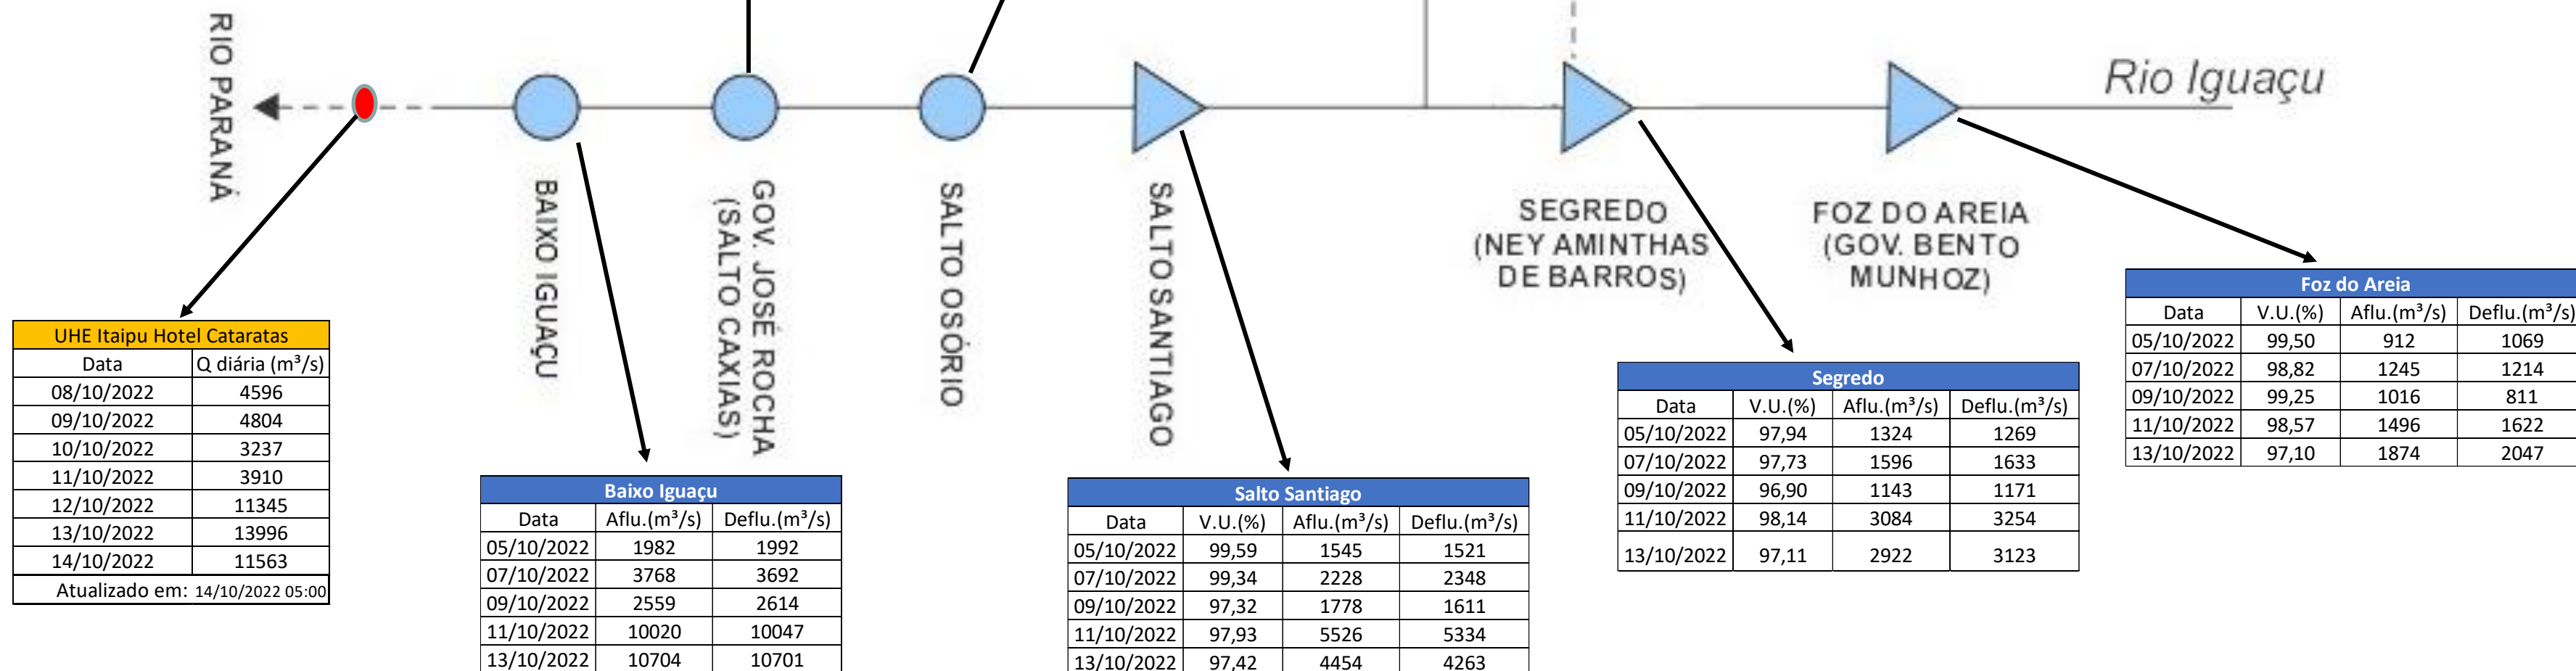 Rio Iguaçu
RIO PARANÁ
BAIXO IGUAÇU
GOV. JOSÉ ROCHA
(SALTO CAXIAS)
SALTO OSÓRIO
SALTO SANTIAGO
SEGREDO
(NEY AMINTHAS
DE BARROS)
FOZ DO AREIA
(GOV. BENTO
MUNHOZ)
UHE Itaipu Hotel Cataratas
Data Q diária (m³/s)
08/10/2022 4596
09/10/2022 4804
10/10/2022 3237
11/10/2022 3910
12/10/2022 11345
13/10/2022 13996
14/10/2022 11563
Atualizado em: 14/10/2022 05:00
Baixo Iguaçu
Data Aflu.(m³/s) Deflu.(m³/s)
05/10/2022 1982 1992
07/10/2022 3768 3692
09/10/2022 2559 2614
11/10/2022 10020 10047
13/10/2022 10704 10701
Salto Santiago
Data V.U.(%) Aflu.(m³/s) Deflu.(m³/s)
05/10/2022 99,59 1545 1521
07/10/2022 99,34 2228 2348
09/10/2022 97,32 1778 1611
11/10/2022 97,93 5526 5334
13/10/2022 97,42 4454 4263
Segredo
Data V.U.(%) Aflu.(m³/s) Deflu.(m³/s)
05/10/2022 97,94 1324 1269
07/10/2022 97,73 1596 1633
09/10/2022 96,90 1143 1171
11/10/2022 98,14 3084 3254
13/10/2022 97,11 2922 3123
Foz do Areia
Data V.U.(%) Aflu.(m³/s) Deflu.(m³/s)
05/10/2022 99,50 912 1069
07/10/2022 98,82 1245 1214
09/10/2022 99,25 1016 811
11/10/2022 98,57 1496 1622
13/10/2022 97,10 1874 2047